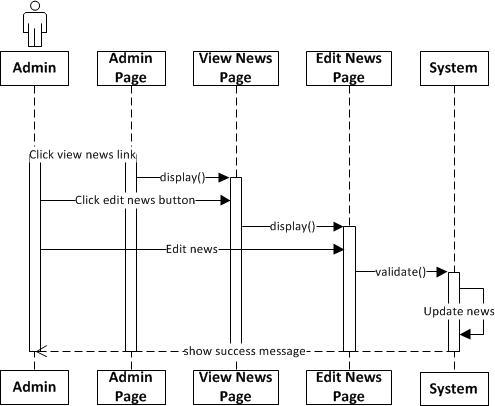 Admin
Admin
Page
View News
Page
Edit News
Page
System
Click view news link
display()
Click edit news button
display()
Edit news
validate()
Update news
show success message
Admin
Admin
Page
View News
Page
Edit News
Page
System